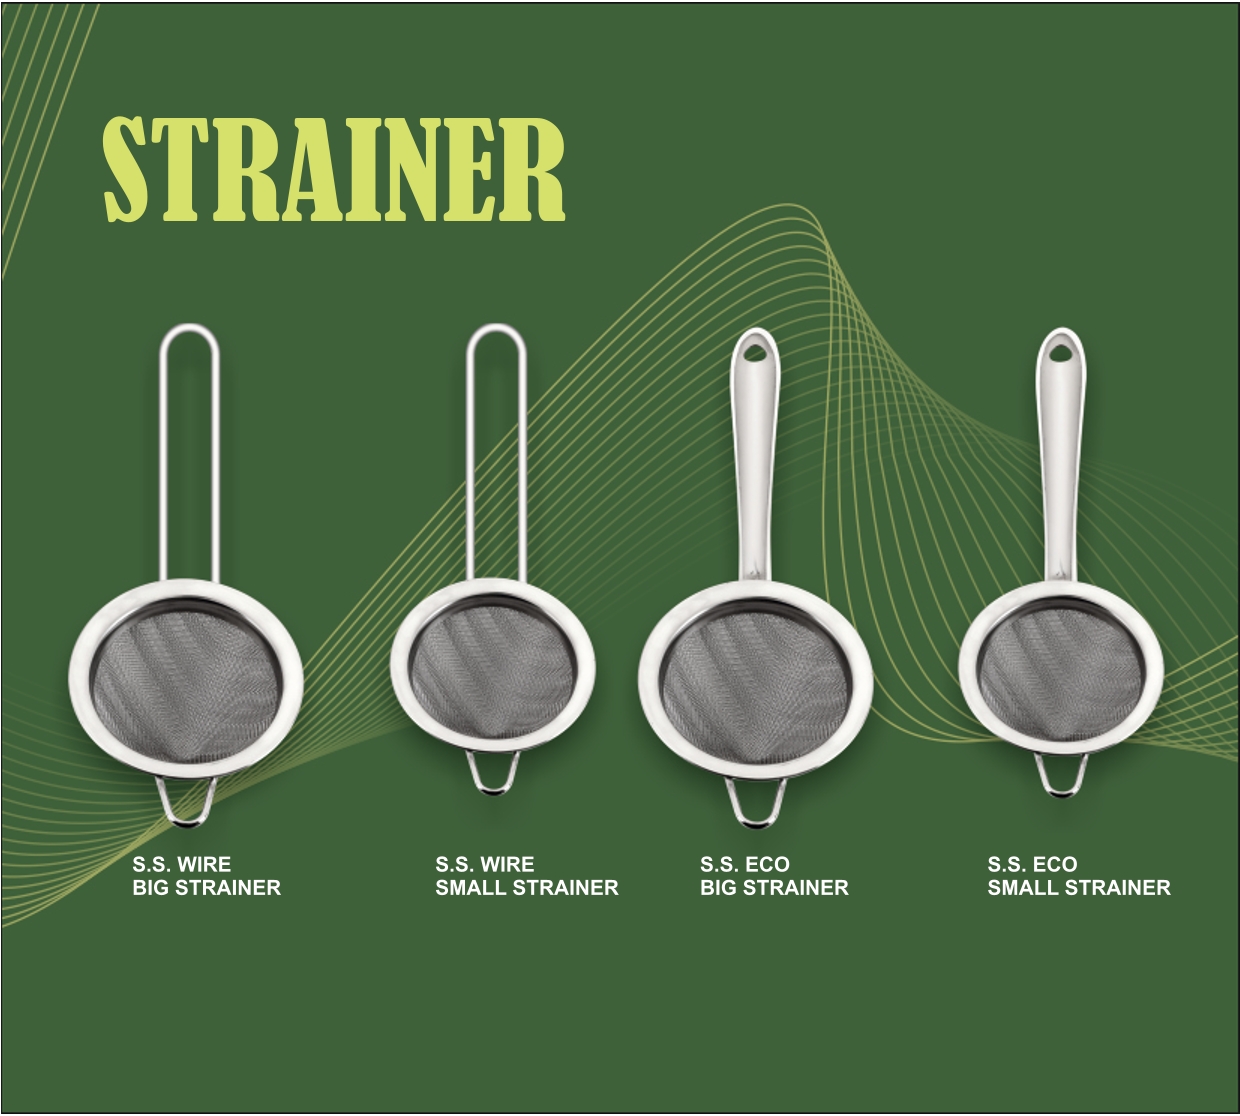 STRAINER
S.S. WIRE
BIG STRAINER
S.S. WIRE
SMALL STRAINER
S.S. ECO
BIG STRAINER
S.S. ECO
SMALL STRAINER